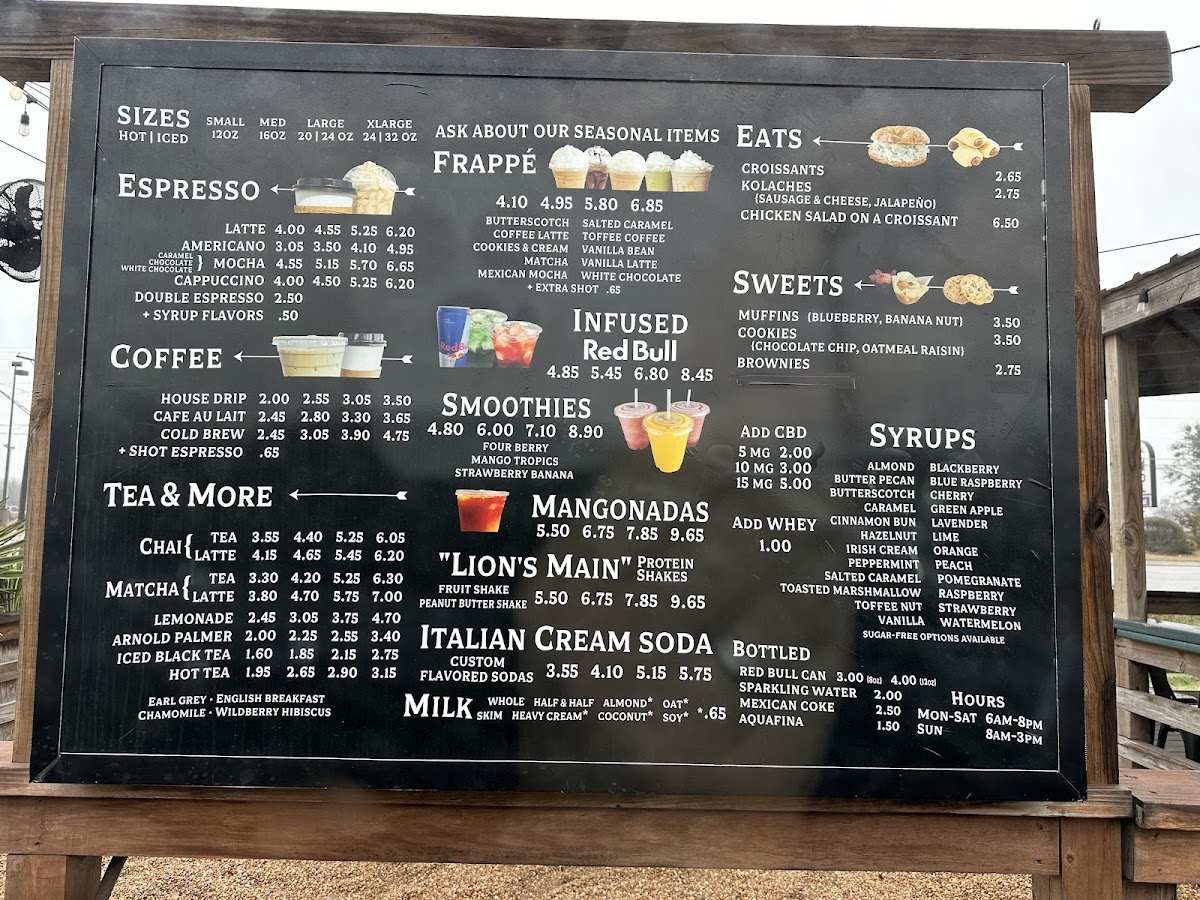 SIZES SMALL MED LARGE XLARGE
HOT | ICED 12OZ 16OZ 20 | 24 OZ 24 | 32 OZ
ESPRESSO
LATTE 4.00 4.55 5.25 6.20
AMERICANO 3.05 3.50 4.10 4.95
CARAMEL
CHOCOLATE
WHITE CHOCOLATE
} MOCHA 4.55 5.15 5.70 6.65
CAPPUCCINO 4.00 4.50 5.25 6.20
DOUBLE ESPRESSO 2.50
+ SYRUP FLAVORS .50
COFFEE
HOUSE DRIP 2.00 2.55 3.05 3.50
CAFE AU LAIT 2.45 2.80 3.30 3.65
COLD BREW 2.45 3.05 3.90 4.75
+ SHOT ESPRESSO .65
TEA & MORE
CHAI{ TEA 3.55 4.40 5.25 6.05
LATTE 4.15 4.65 5.45 6.20
MATCHA{ TEA 3.30 4.20 5.25 6.30
LATTE 3.80 4.70 5.75 7.00
LEMONADE 2.45 3.05 3.75 4.70
ARNOLD PALMER 2.00 2.25 2.55 3.40
ICED BLACK TEA 1.60 1.85 2.15 2.75
HOT TEA 1.95 2.65 2.90 3.15
EARL GREY · ENGLISH BREAKFAST
CHAMOMILE · WILDBERRY HIBISCUS
ASK ABOUT OUR SEASONAL ITEMS
FRAPPÉ
4.10 4.95 5.80 6.85
BUTTERSCOTCH SALTED CARAMEL
COFFEE LATTE TOFFEE COFFEE
COOKIES & CREAM VANILLA BEAN
MATCHA VANILLA LATTE
MEXICAN MOCHA WHITE CHOCOLATE
+ EXTRA SHOT .65
INFUSED
Red Bull
4.85 5.45 6.80 8.45
SMOOTHIES
4.80 6.00 7.10 8.90
FOUR BERRY
MANGO TROPICS
STRAWBERRY BANANA
MANGONADAS
5.50 6.75 7.85 9.65
"LION'S MAIN" PROTEIN SHAKES
FRUIT SHAKE
PEANUT BUTTER SHAKE 5.50 6.75 7.85 9.65
ITALIAN CREAM SODA
CUSTOM
FLAVORED SODAS 3.55 4.10 5.15 5.75
MILK WHOLE HALF & HALF ALMOND* OAT*
SKIM HEAVY CREAM* COCONUT* SOY* *.65
EATS
CROISSANTS 2.65
KOLACHES 2.75
(SAUSAGE & CHEESE, JALAPEÑO)
CHICKEN SALAD ON A CROISSANT 6.50
SWEETS
MUFFINS (BLUEBERRY, BANANA NUT) 3.50
COOKIES 3.50
(CHOCOLATE CHIP, OATMEAL RAISIN)
BROWNIES 2.75
ADD CBD
5 MG 2.00
10 MG 3.00
15 MG 5.00
ADD WHEY
1.00
SYRUPS
ALMOND BLACKBERRY
BUTTER PECAN BLUE RASPBERRY
BUTTERSCOTCH CHERRY
CARAMEL GREEN APPLE
CINNAMON BUN LAVENDER
HAZELNUT LIME
IRISH CREAM ORANGE
PEPPERMINT PEACH
SALTED CARAMEL POMEGRANATE
TOASTED MARSHMALLOW RASPBERRY
TOFFEE NUT STRAWBERRY
VANILLA WATERMELON
SUGAR-FREE OPTIONS AVAILABLE
BOTTLED
RED BULL CAN 3.00 (8oz) 4.00 (12oz)
SPARKLING WATER 2.00
MEXICAN COKE 2.50
AQUAFINA 1.50
HOURS
MON-SAT 6AM-8PM
SUN 8AM-3PM